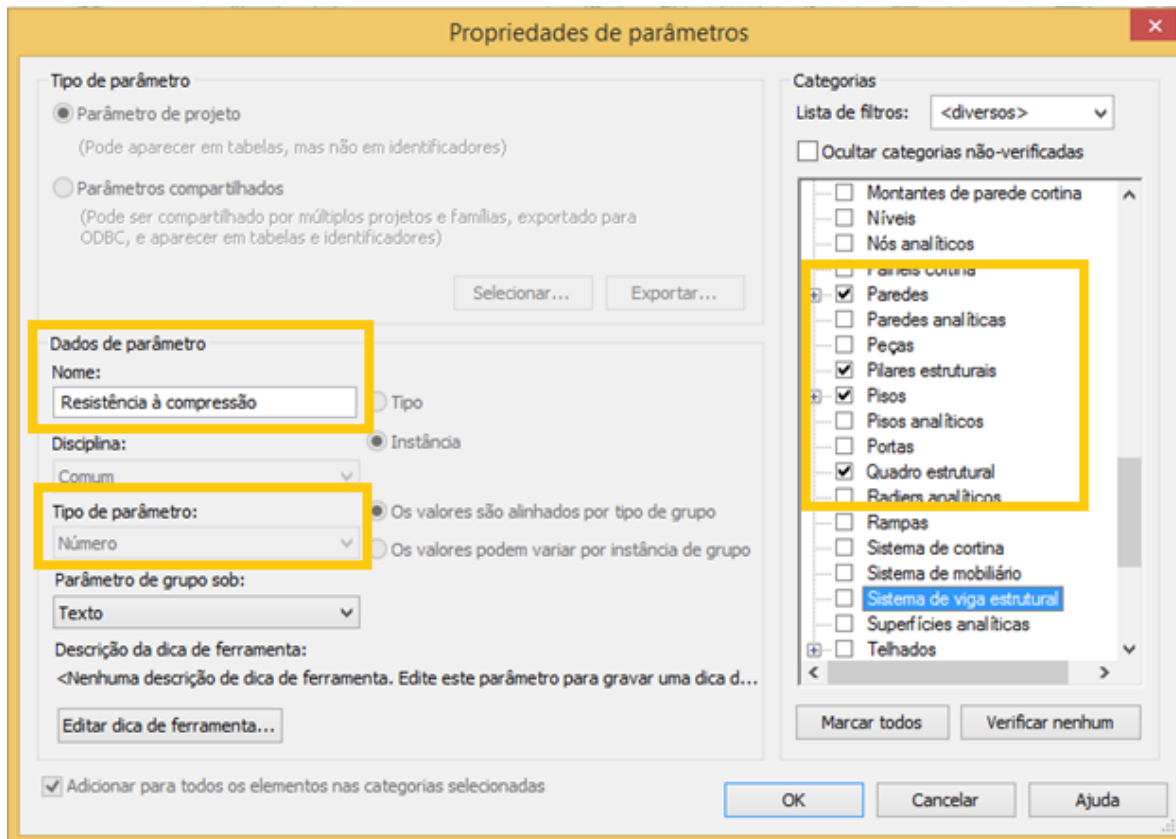 Propriedades de parâmetros
Tipo de parâmetro
Parâmetro de projeto
(Pode aparecer em tabelas, mas não em identificadores)
Parâmetros compartilhados
(Pode ser compartilhado por múltiplos projetos e famílias, exportado para
ODBC, e aparecer em tabelas e identificadores)
Selecionar...
Exportar...
Dados de parâmetro
Nome:
Resistência à compressão
Tipo
Disciplina:
Instância
Comum
Tipo de parâmetro:
Os valores são alinhados por tipo de grupo
Número
Os valores podem variar por instância de grupo
Parâmetro de grupo sob:
Texto
Descrição da dica de ferramenta:
<Nenhuma descrição de dica de ferramenta. Edite este parâmetro para gravar uma dica d...
Editar dica de ferramenta...
Adicionar para todos os elementos nas categorias selecionadas
Categorias
Lista de filtros:
<diversos>
Ocultar categorias não-verificadas
Montantes de parede cortina
Níveis
Nós analíticos
Painéis cortina
Paredes
Paredes analíticas
Peças
Pilares estruturais
Pisos
Pisos analíticos
Portas
Quadro estrutural
Radiers analíticos
Rampas
Sistema de cortina
Sistema de mobiliário
Sistema de viga estrutural
Superfícies analíticas
Telhados
Marcar todos
Verificar nenhum
OK
Cancelar
Ajuda